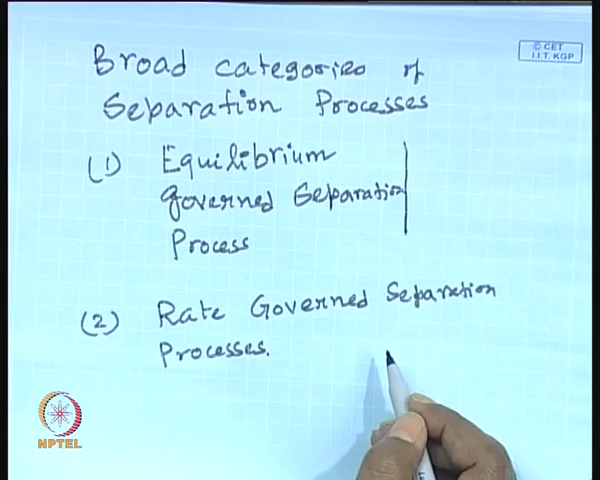 Broad categories of
© CET
I.I.T. KGP
Separation Processes
(1) Equilibrium
governed Separation
Process
(2) Rate Governed Separation
Processes.
NPTEL